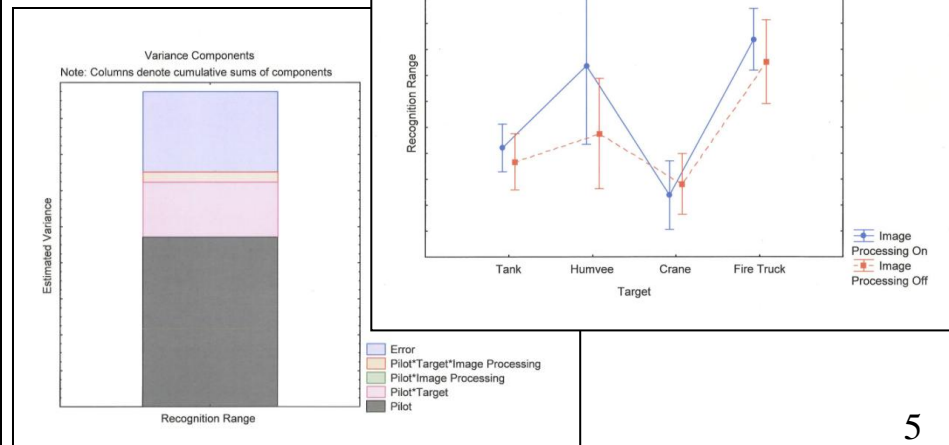 Variance Components
Note: Columns denote cumulative sums of components
Estimated Variance
Recognition Range
Error
Pilot*Target*Image Processing
Pilot*Image Processing
Pilot*Target
Pilot
Recognition Range
Tank
Humvee
Crane
Fire Truck
Target
Image
Processing On
Image
Processing Off
5